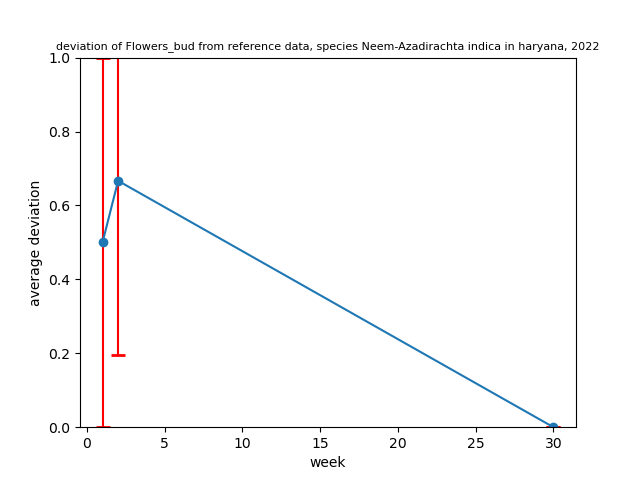 deviation of Flowers_bud from reference data, species Neem-Azadirachta indica in haryana, 2022
1.0
0.8
0.6
0.4
0.2
0.0
average deviation
0 5 10 15 20 25 30
week